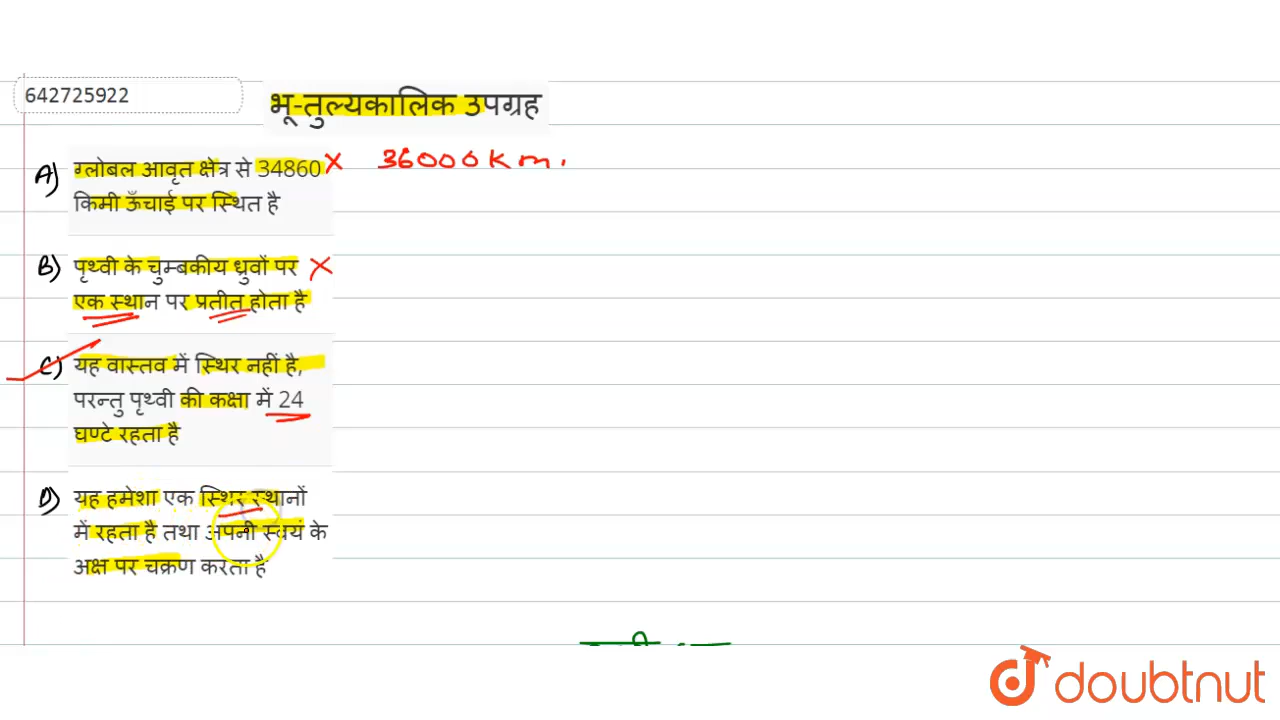 642725922
भू-तुल्यकालिक उपग्रह
A) ग्लोबल आवृत क्षेत्र से 34860 x 36000 km.
किमी ऊँचाई पर स्थित है
B) पृथ्वी के चुम्बकीय ध्रुवों पर x
एक स्थान पर प्रतीत होता है
C) यह वास्तव में स्थिर नहीं है,
परन्तु पृथ्वी की कक्षा में 24
घण्टे रहता है
D) यह हमेशा एक स्थिर स्थानों
में रहता है तथा अपनी स्वयं के
अक्ष पर चक्रण करता है
doubtnut